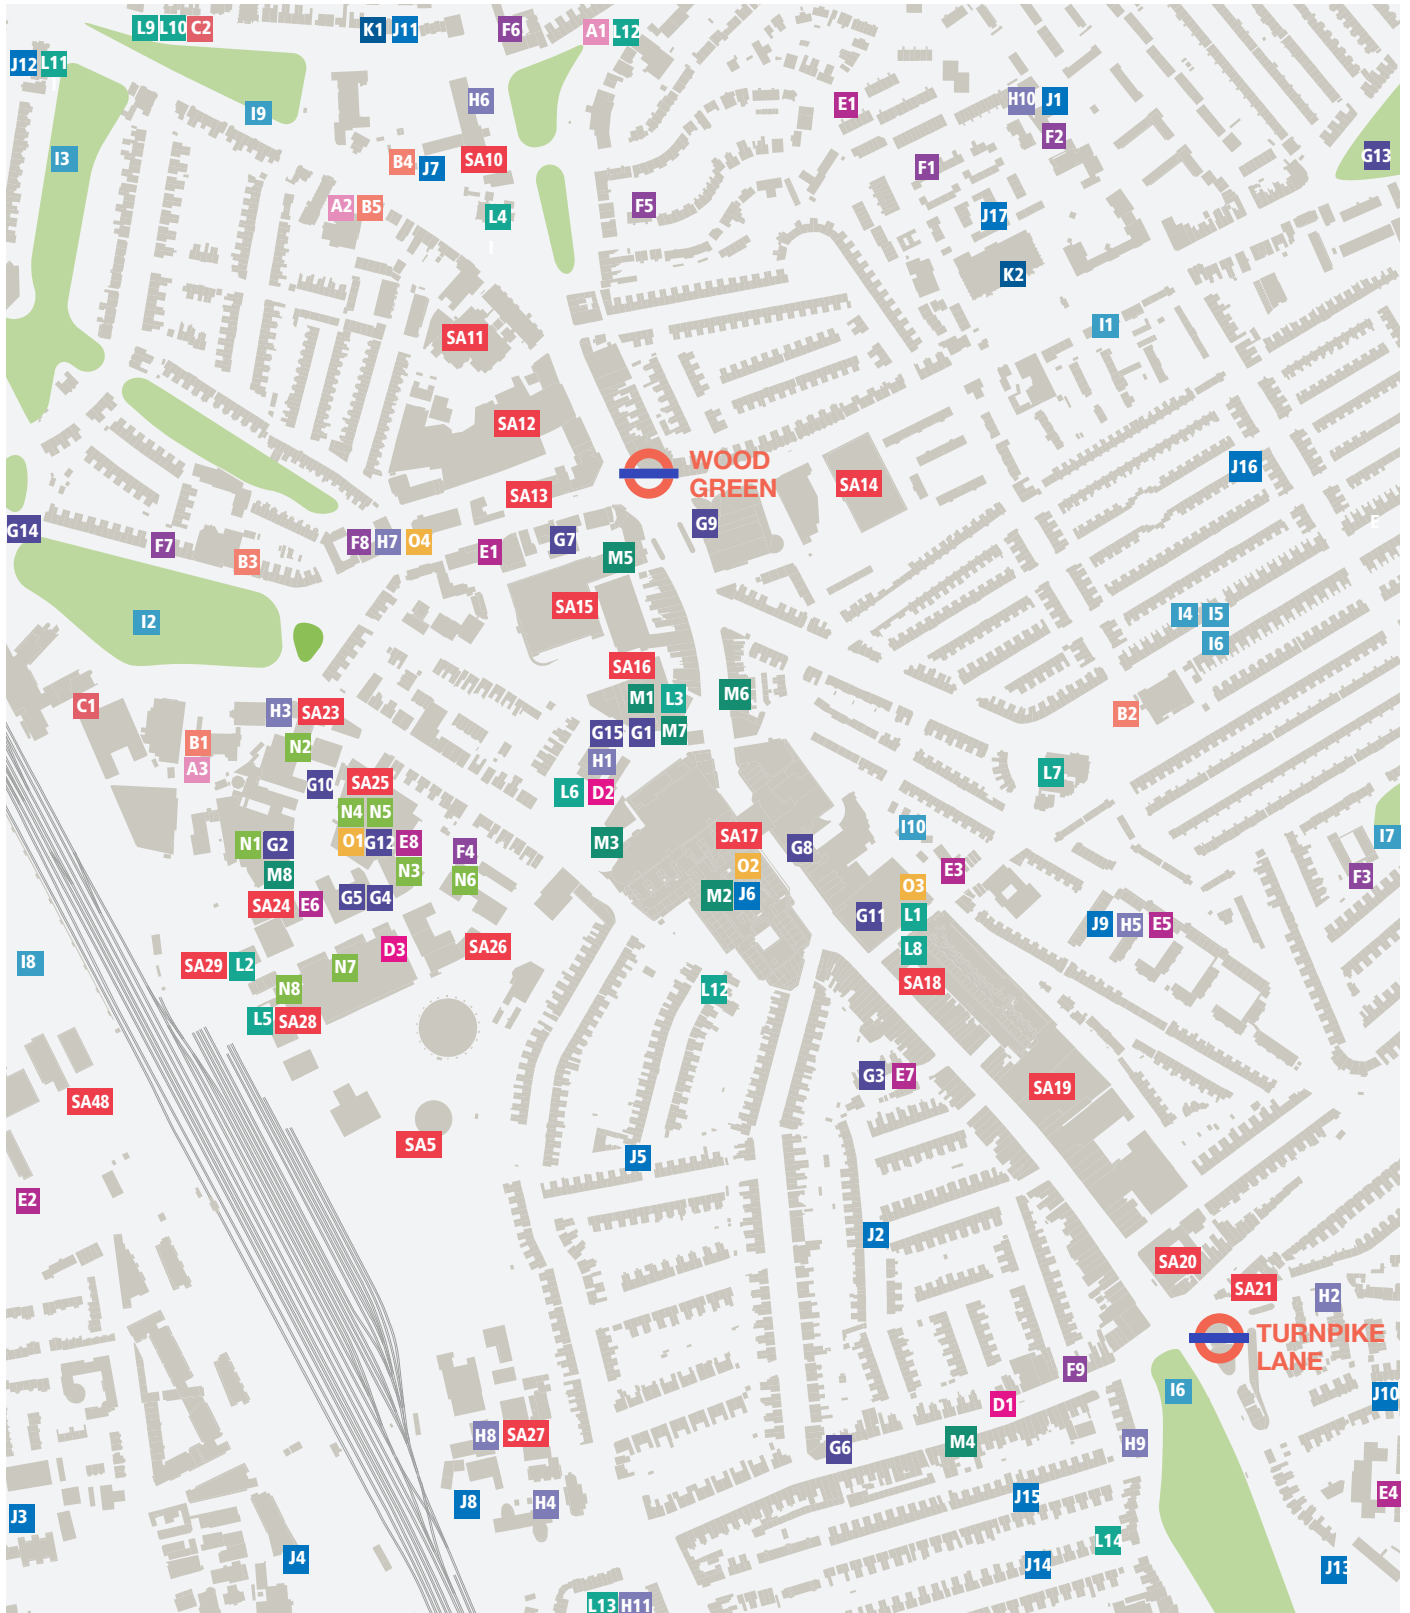 L9 L10 C2 K1 J11 F6 A1 L12
J12 L11
I9 H6 E1 H10 J1
F2
I3 B4 J7 SA10 F1 G13
A2 B5 L4 F5 J17
K2
SA11 I1
SA12
WOOD
GREEN
SA13 SA14 J16
G14 F7 B3 F8 H7 O4 E1 G7 M5 G9 E
I2 SA15 I4 I5
I6
SA16
C1 H3 SA23 M1 L3 M6 B2
B1 N2 G15 G1 M7
A3 G10 SA25 H1 L7
L6 D2
N4 N5
N1 G2 O1 G12 E8 F4 M3 SA17 G8 I10 I7
M8 N3 N6 O2 O3 E3 F3
SA24 E6 G5 G4 M2 J6 G11 L1 J9 H5 E5
I8 SA29 L2 N7 D3 SA26 L8
N8 L12 SA18
L5 SA28
SA48 G3 E7 SA19
SA5 J5
E2 J2
SA20
SA21 H2
TURNPIKE
LANE
F9 I6 J10
D1
H8 SA27 G6 M4 H9
J3 J8 H4 J15 E4
J4 J14 L14 J13
L13 H11